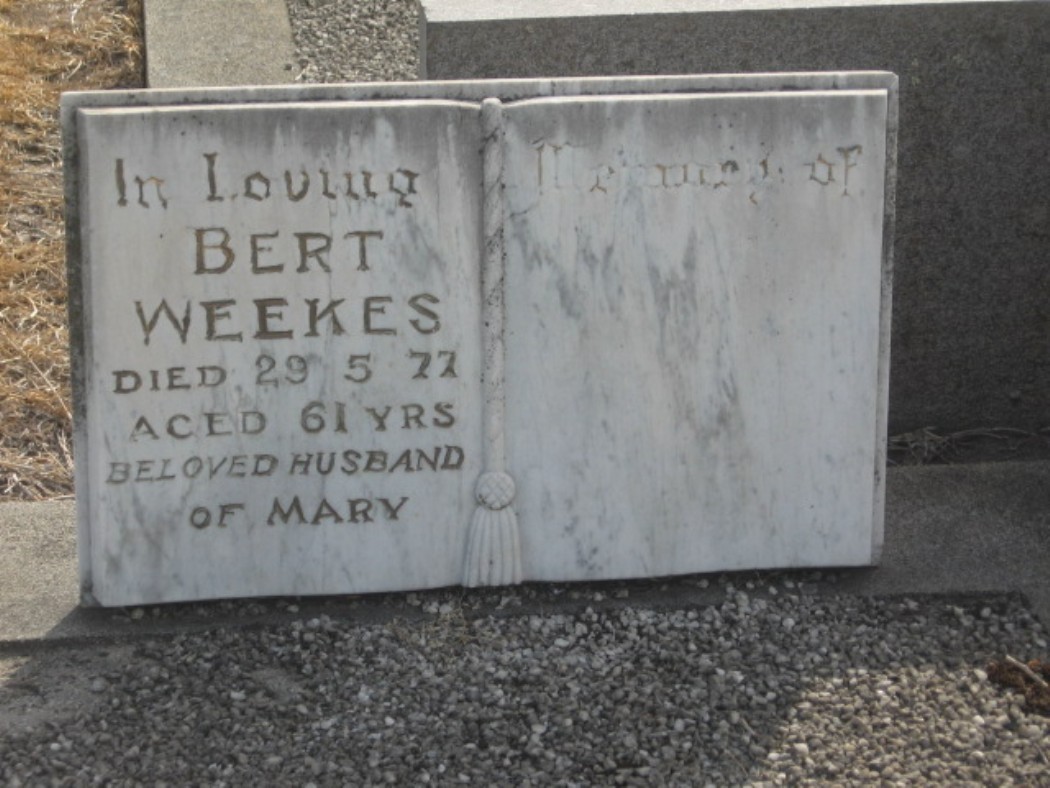 In Loving Memory of
BERT
WEEKES
DIED 29 5 77
AGED 61 YRS
BELOVED HUSBAND
OF MARY